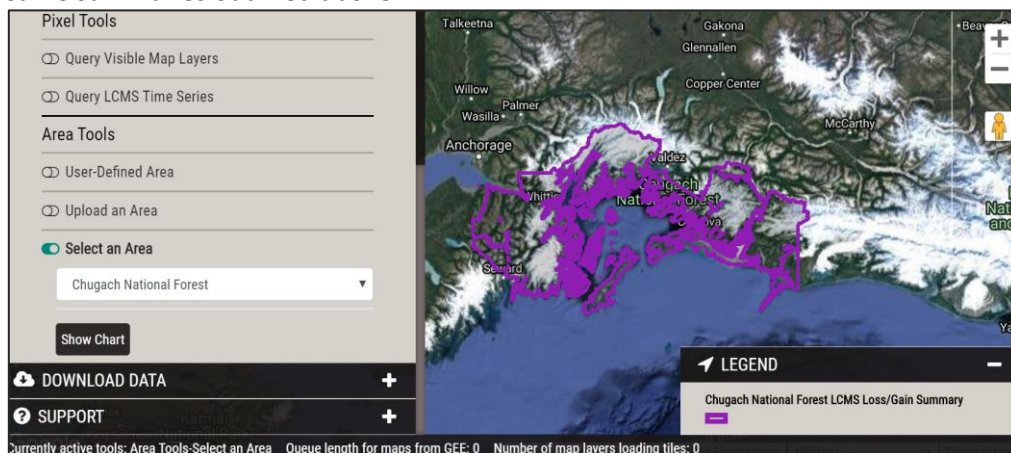 Pixel Tools
Query Visible Map Layers
Query LCMS Time Series
Area Tools
User-Defined Area
Upload an Area
Select an Area
Chugach National Forest
Show Chart
DOWNLOAD DATA +
SUPPORT +
Currently active tools: Area Tools-Select an Area Queue length for maps from GEE: 0 Number of map layers loading tiles: 0
Talkeetna
Gakona
Glennallen
Willow
Copper Center
Palmer
Wasilla
McCarthy
Anchorage
Valdez
Chugach
National Forest
Seward
+
−
LEGEND −
Chugach National Forest LCMS Loss/Gain Summary